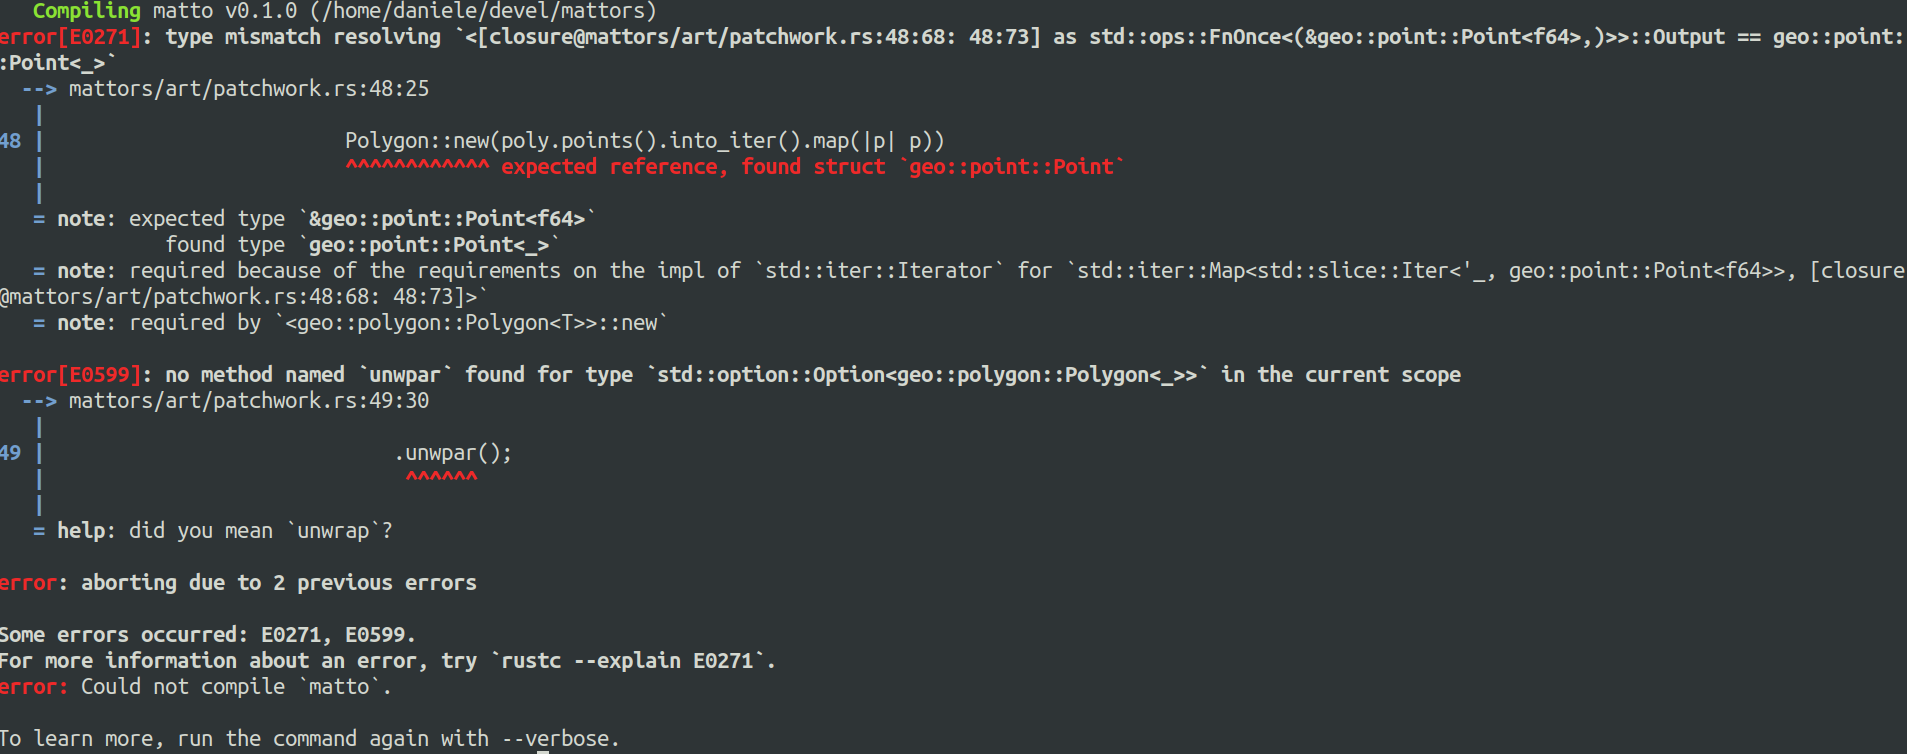 Compiling matto v0.1.0 (/home/daniele/devel/mattors)
error[E0271]: type mismatch resolving `<[closure@mattors/art/patchwork.rs:48:68: 48:73] as std::ops::FnOnce<(&geo::point::Point<f64>,)>>::Output == geo::point:
:Point<_>`
--> mattors/art/patchwork.rs:48:25
|
48 | Polygon::new(poly.points().into_iter().map(|p| p))
| ^^^^^^^^^^^^ expected reference, found struct `geo::point::Point`
|
= note: expected type `&geo::point::Point<f64>`
found type `geo::point::Point<_>`
= note: required because of the requirements on the impl of `std::iter::Iterator` for `std::iter::Map<std::slice::Iter<'_, geo::point::Point<f64>>, [closure
@mattors/art/patchwork.rs:48:68: 48:73]>`
= note: required by `<geo::polygon::Polygon<T>>::new`
error[E0599]: no method named `unwpar` found for type `std::option::Option<geo::polygon::Polygon<_>>` in the current scope
--> mattors/art/patchwork.rs:49:30
|
49 | .unwpar();
| ^^^^^^
|
= help: did you mean `unwrap`?
error: aborting due to 2 previous errors
Some errors occurred: E0271, E0599.
For more information about an error, try `rustc --explain E0271`.
error: Could not compile `matto`.
To learn more, run the command again with --verbose.